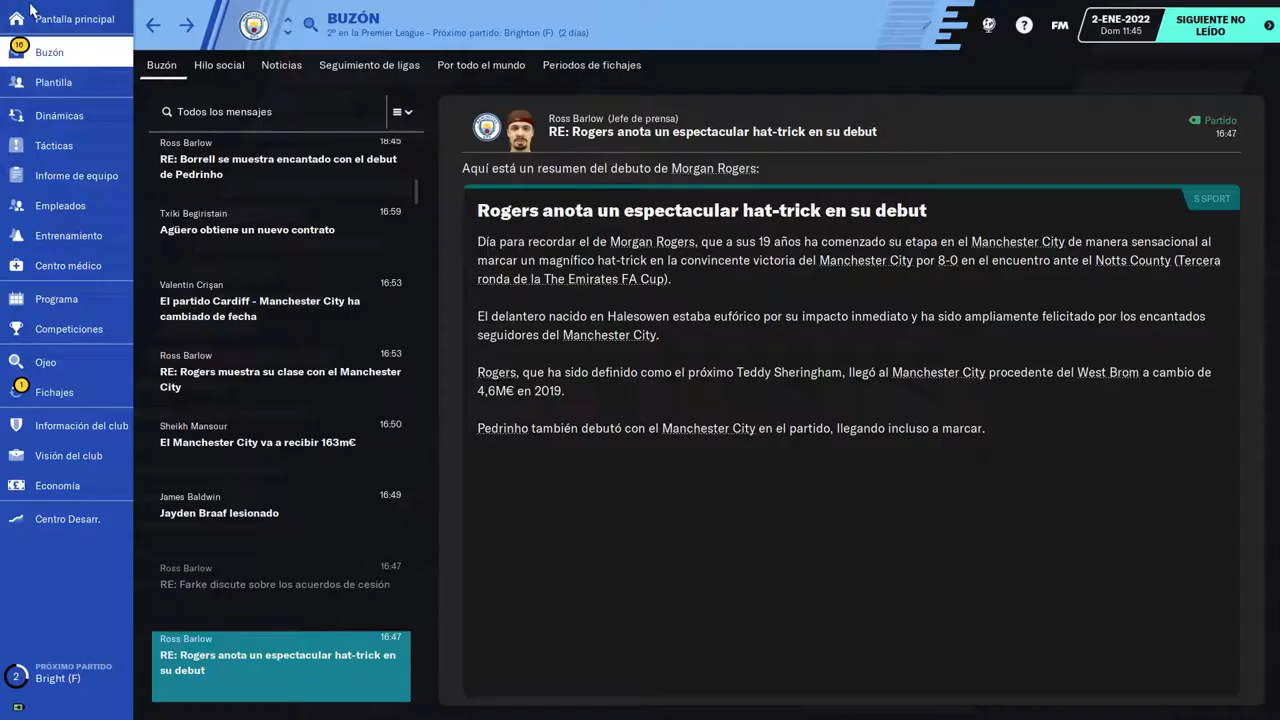 Pantalla principal
16
Buzón
Plantilla
Dinámicas
Tácticas
Informe de equipo
Empleados
Entrenamiento
Centro médico
Programa
Competiciones
Ojeo
1
Fichajes
Información del club
Visión del club
Economía
Centro Desarr.
2
PRÓXIMO PARTIDO
Bright (F)
BUZÓN
2º en la Premier League - Próximo partido: Brighton (F) (2 días)
?
FM
2-ENE-2022
Dom 11:45
SIGUIENTE NO
LEÍDO
Buzón
Hilo social
Noticias
Seguimiento de ligas
Por todo el mundo
Periodos de fichajes
Todos los mensajes
Ross Barlow 18:45
RE: Borrell se muestra encantado con el debut
de Pedrinho
Txiki Begiristain 16:59
Agüero obtiene un nuevo contrato
Valentin Crişan 16:53
El partido Cardiff - Manchester City ha
cambiado de fecha
Ross Barlow 16:53
RE: Rogers muestra su clase con el Manchester
City
Sheikh Mansour 16:50
El Manchester City va a recibir 163m€
James Baldwin 16:49
Jayden Braaf lesionado
Ross Barlow 16:47
RE: Farke discute sobre los acuerdos de cesión
Ross Barlow 16:47
RE: Rogers anota un espectacular hat-trick en
su debut
Ross Barlow (Jefe de prensa)
RE: Rogers anota un espectacular hat-trick en su debut
Partido
16:47
Aquí está un resumen del debuto de Morgan Rogers:
S SPORT
Rogers anota un espectacular hat-trick en su debut
Día para recordar el de Morgan Rogers, que a sus 19 años ha comenzado su etapa en el Manchester City de manera sensacional al
marcar un magnífico hat-trick en la convincente victoria del Manchester City por 8-0 en el encuentro ante el Notts County (Tercera
ronda de la The Emirates FA Cup).
El delantero nacido en Halesowen estaba eufórico por su impacto inmediato y ha sido ampliamente felicitado por los encantados
seguidores del Manchester City.
Rogers, que ha sido definido como el próximo Teddy Sheringham, llegó al Manchester City procedente del West Brom a cambio de
4,6M€ en 2019.
Pedrinho también debutó con el Manchester City en el partido, llegando incluso a marcar.